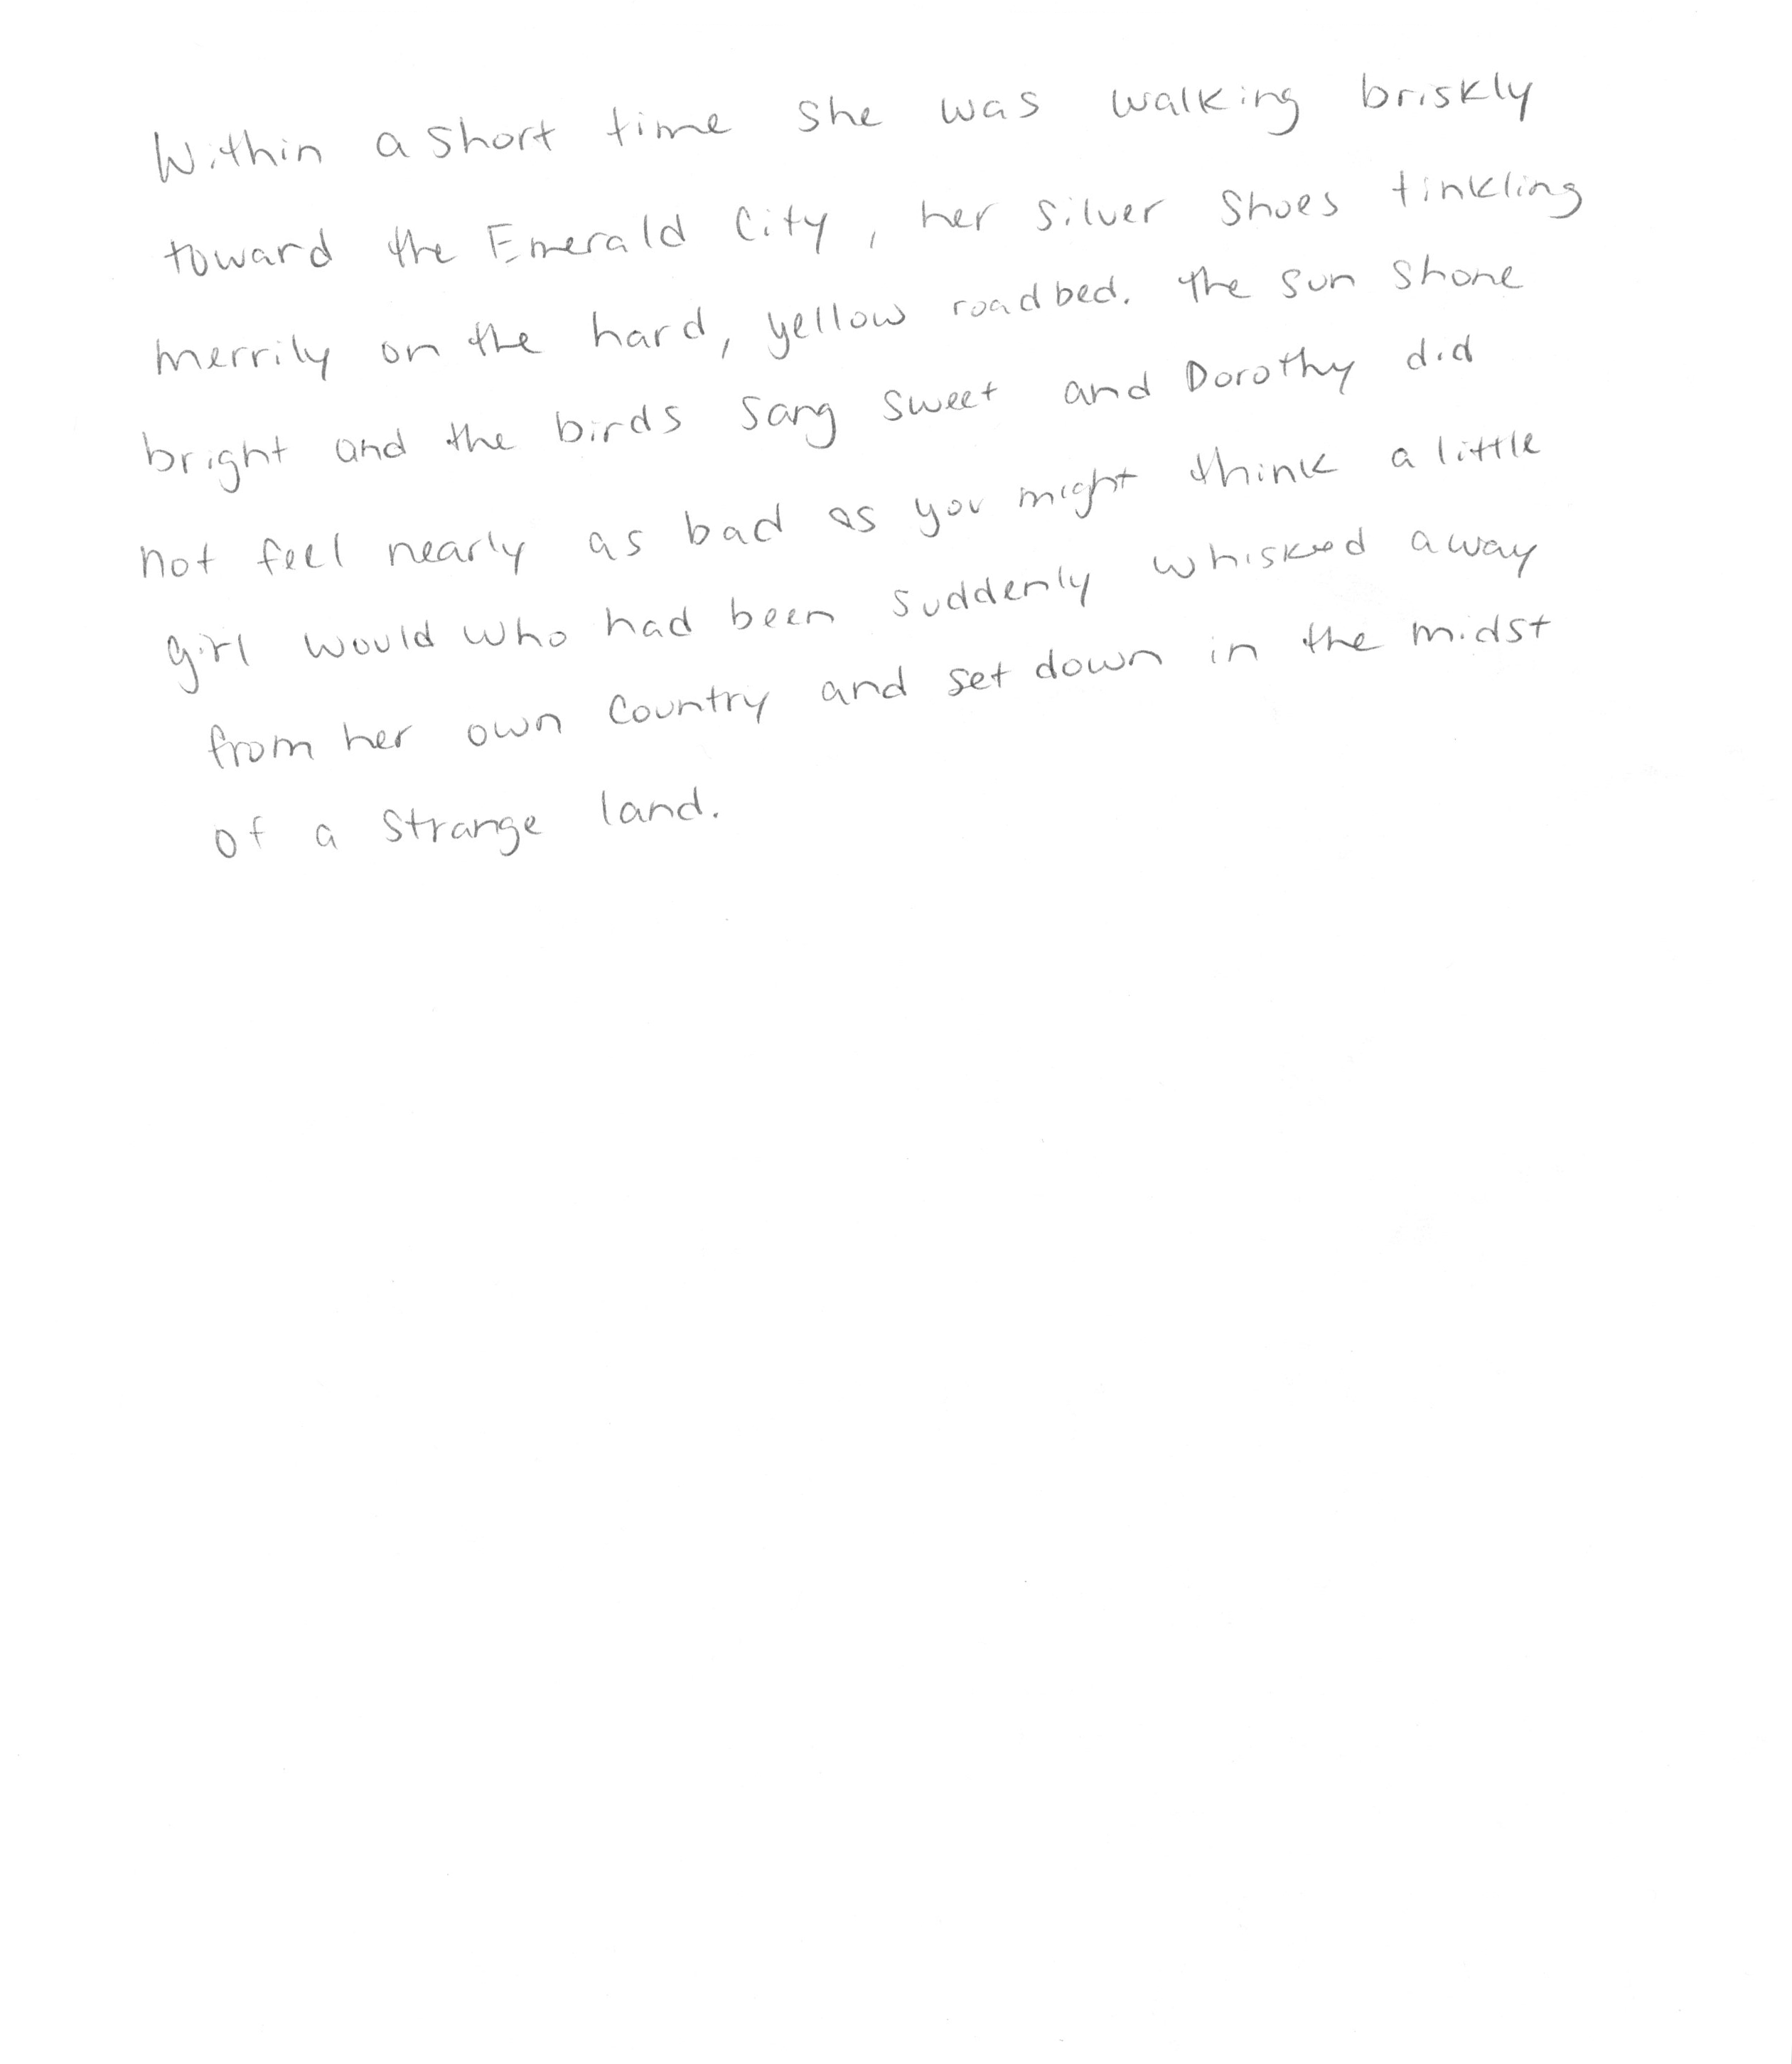 Within a short time she was walking briskly
toward the Emerald City, her silver shoes tinkling
merrily on the hard, yellow roadbed. The sun shone
bright and the birds sang sweet and Dorothy did
not feel nearly as bad as you might think a little
girl would who had been suddenly whisked away
from her own country and set down in the midst
of a strange land.